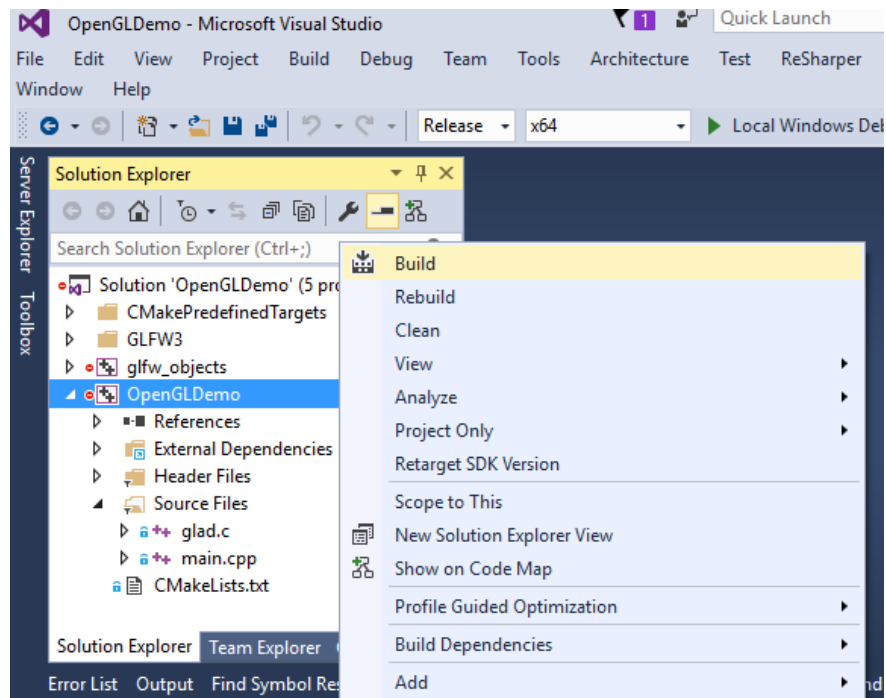 OpenGLDemo - Microsoft Visual Studio
1
Quick Launch
File Edit View Project Build Debug Team Tools Architecture Test ReSharper
Window Help
Release x64 Local Windows
Server Explorer
Toolbox
Solution Explorer
Search Solution Explorer (Ctrl+;)
Solution 'OpenGLDemo' (5
CMakePredefinedTargets
GLFW3
glfw_objects
OpenGLDemo
References
External Dependencies
Header Files
Source Files
glad.c
main.cpp
CMakeLists.txt
Build
Rebuild
Clean
View
Analyze
Project Only
Retarget SDK Version
Scope to This
New Solution Explorer View
Show on Code Map
Profile Guided Optimization
Build Dependencies
Add
Solution Explorer Team Explorer
Error List Output Find Symbol